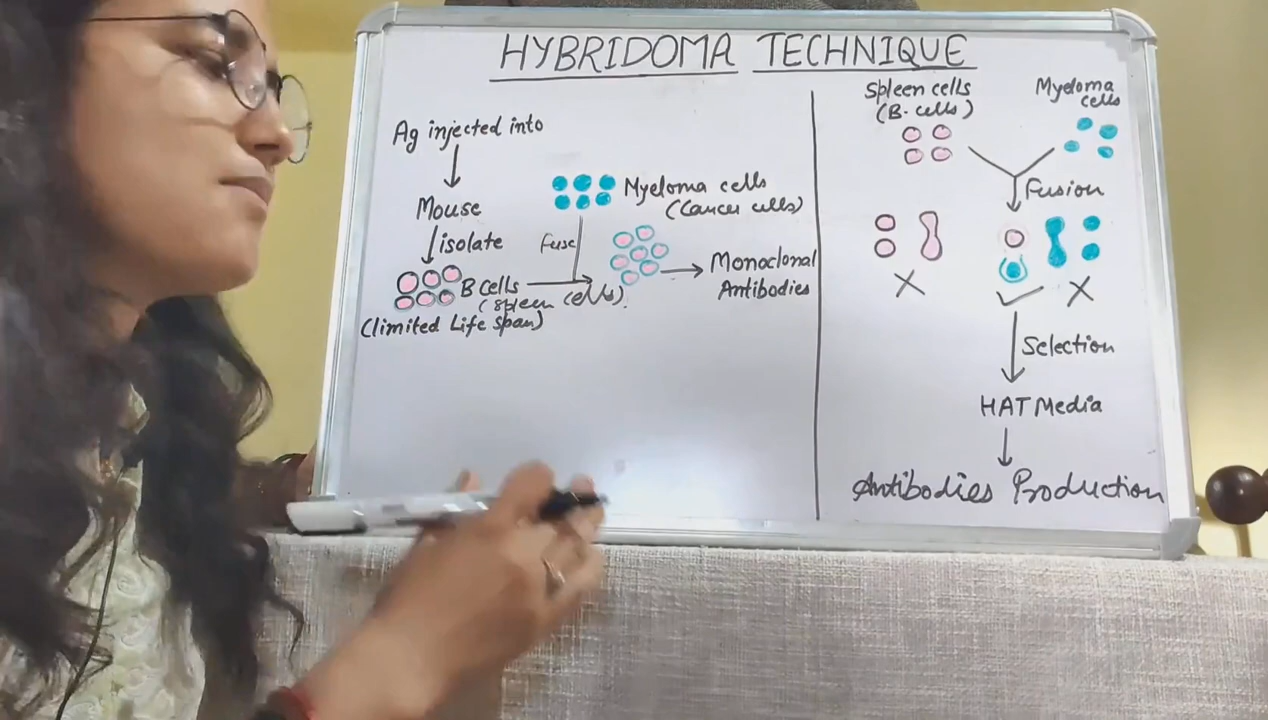 HYBRIDOMA TECHNIQUE
Ag injected into
Mouse
isolate
B cells
(spleen cells).
(limited Life span)
Myeloma cells
(Cancer cells)
fuse
Monoclonal
Antibodies
Spleen cells
(B. cells)
Myeloma
cells
Fusion
Selection
HAT Media
Antibodies Production